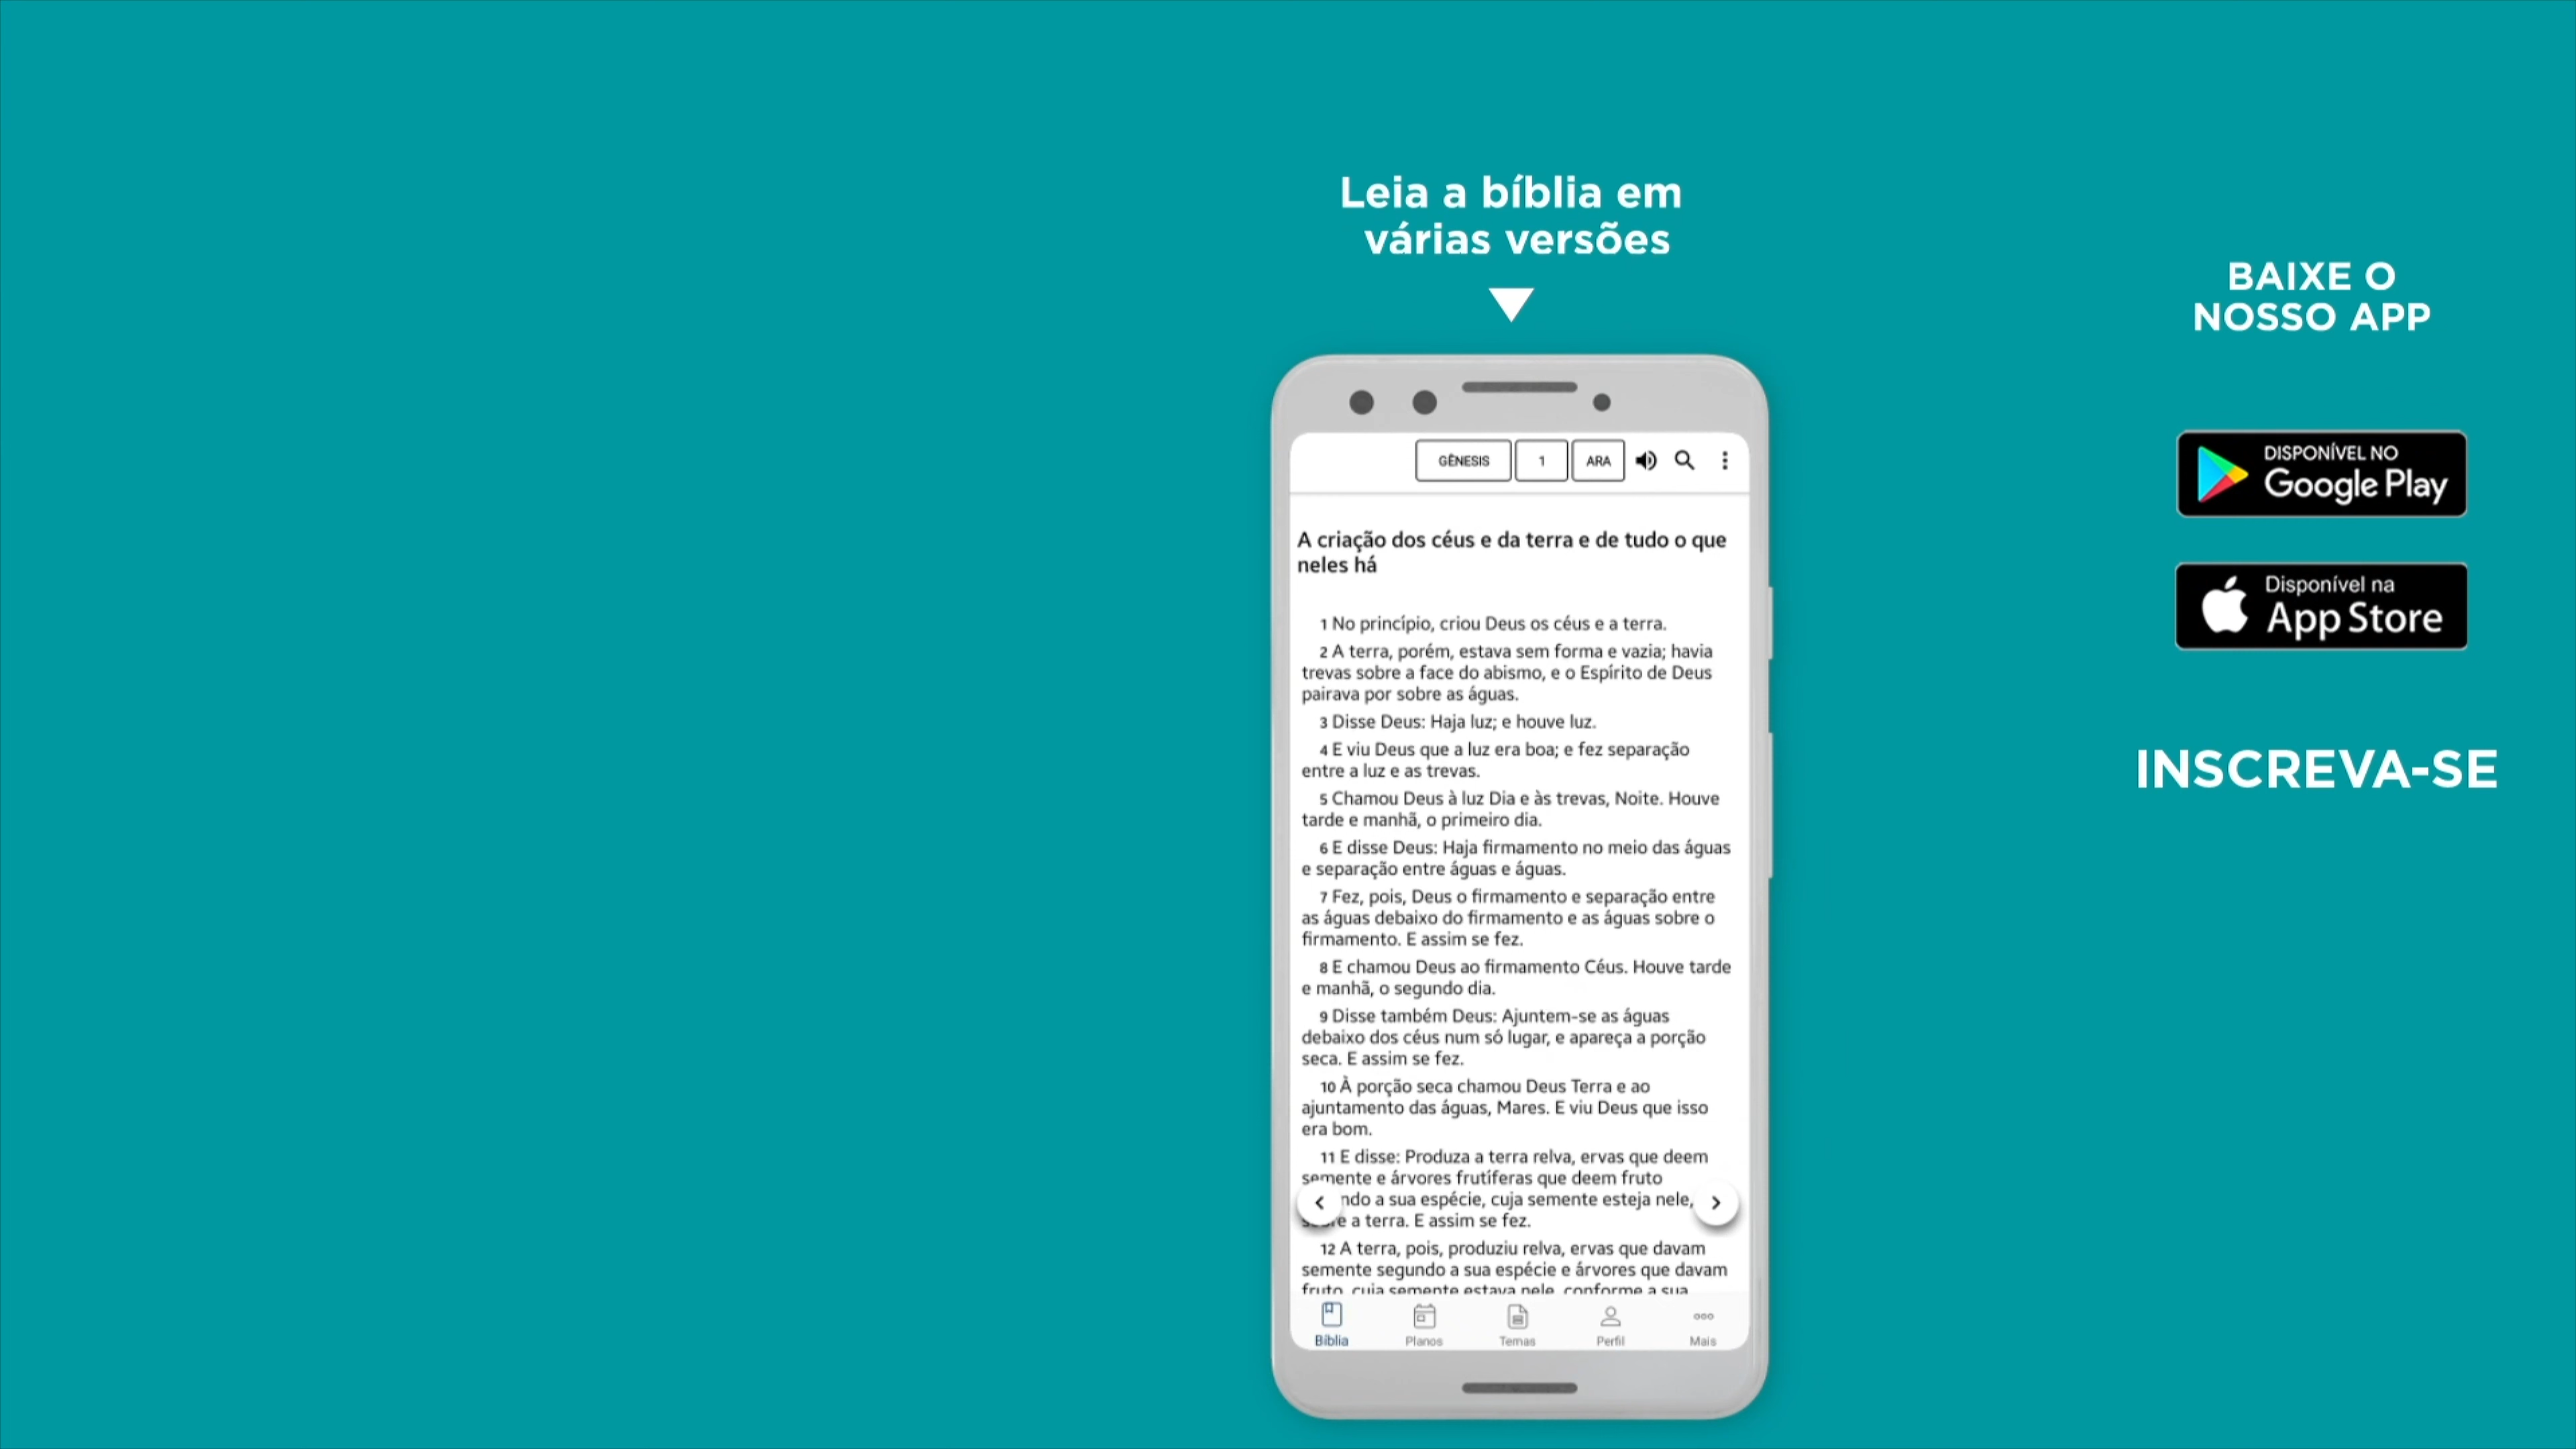 Leia a bíblia em
várias versões
BAIXE O
NOSSO APP
DISPONÍVEL NO
Google Play
Disponível na
App Store
INSCREVA-SE
GÊNESIS 1 ARA
A criação dos céus e da terra e de tudo o que
neles há
1 No princípio, criou Deus os céus e a terra.
2 A terra, porém, estava sem forma e vazia; havia
trevas sobre a face do abismo, e o Espírito de Deus
pairava por sobre as águas.
3 Disse Deus: Haja luz; e houve luz.
4 E viu Deus que a luz era boa; e fez separação
entre a luz e as trevas.
5 Chamou Deus à luz Dia e às trevas, Noite. Houve
tarde e manhã, o primeiro dia.
6 E disse Deus: Haja firmamento no meio das águas
e separação entre águas e águas.
7 Fez, pois, Deus o firmamento e separação entre
as águas debaixo do firmamento e as águas sobre o
firmamento. E assim se fez.
8 E chamou Deus ao firmamento Céus. Houve tarde
e manhã, o segundo dia.
9 Disse também Deus: Ajuntem-se as águas
debaixo dos céus num só lugar, e apareça a porção
seca. E assim se fez.
10 À porção seca chamou Deus Terra e ao
ajuntamento das águas, Mares. E viu Deus que isso
era bom.
11 E disse: Produza a terra relva, ervas que deem
semente e árvores frutíferas que deem fruto
a sua espécie, cuja semente esteja nele,
a terra. E assim se fez.
12 A terra, pois, produziu relva, ervas que davam
semente segundo a sua espécie e árvores que davam
fruto, cuja semente estava nele, conforme a sua
Bíblia Planos Temas Perfil Mais